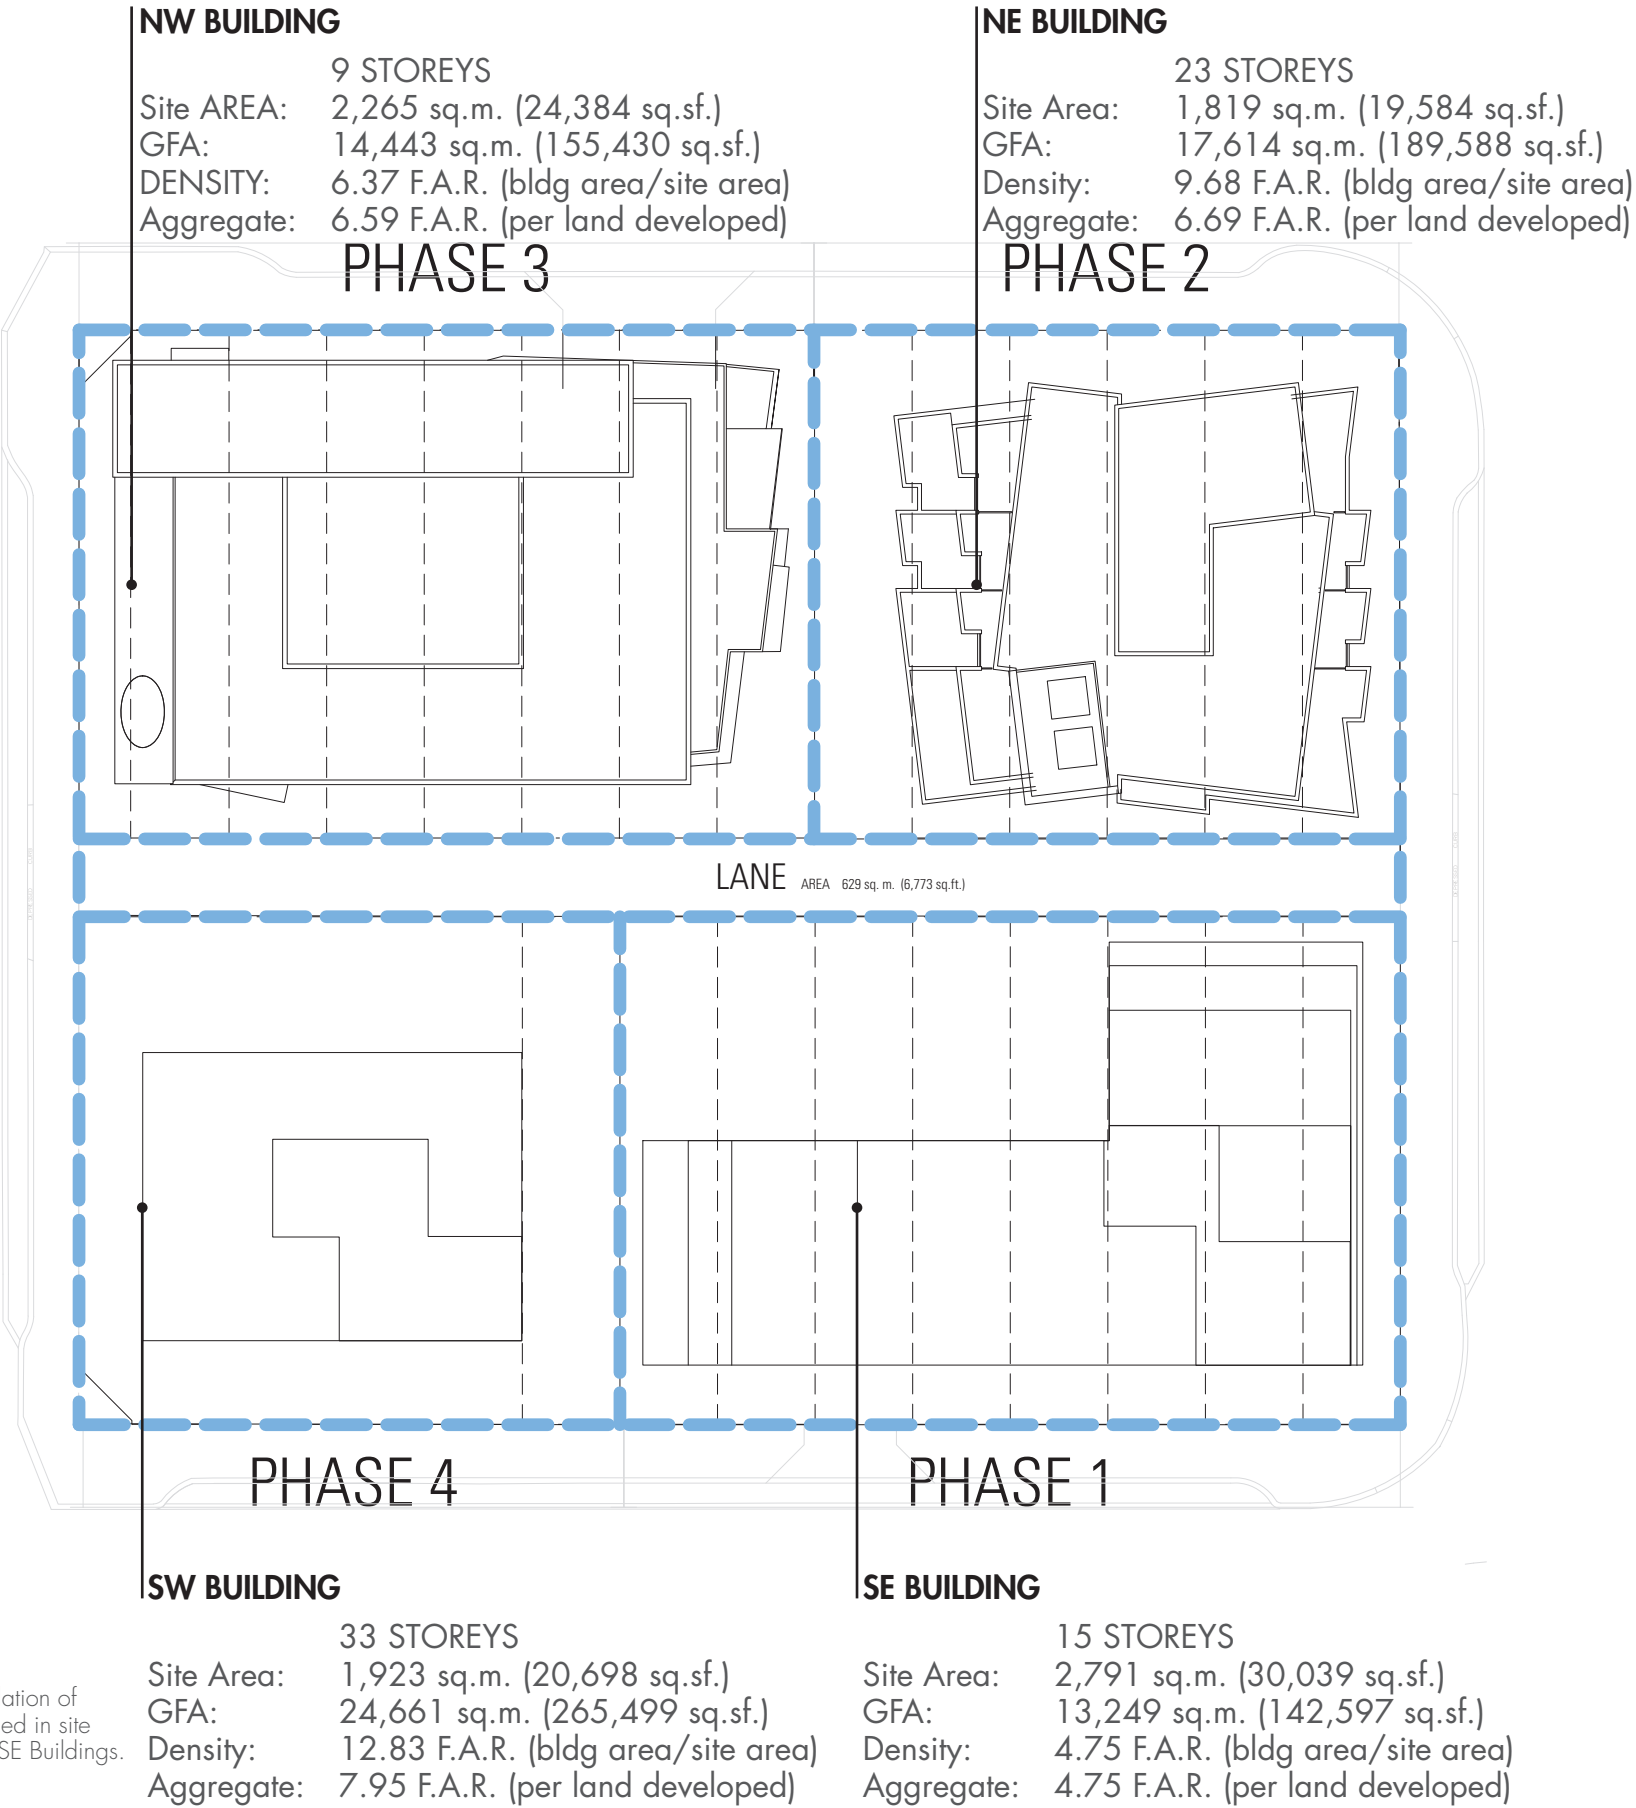 NW BUILDING
9 STOREYS
Site AREA: 2,265 sq.m. (24,384 sq.sf.)
GFA: 14,443 sq.m. (155,430 sq.sf.)
DENSITY: 6.37 F.A.R. (bldg area/site area)
Aggregate: 6.59 F.A.R. (per land developed)
NE BUILDING
23 STOREYS
Site Area: 1,819 sq.m. (19,584 sq.sf.)
GFA: 17,614 sq.m. (189,588 sq.sf.)
Density: 9.68 F.A.R. (bldg area/site area)
Aggregate: 6.69 F.A.R. (per land developed)
PHASE 3
PHASE 2
LANE AREA 629 sq. m. (6,773 sq.ft.)
PHASE 4
PHASE 1
SW BUILDING
33 STOREYS
Site Area: 1,923 sq.m. (20,698 sq.sf.)
GFA: 24,661 sq.m. (265,499 sq.sf.)
Density: 12.83 F.A.R. (bldg area/site area)
Aggregate: 7.95 F.A.R. (per land developed)
SE BUILDING
15 STOREYS
Site Area: 2,791 sq.m. (30,039 sq.sf.)
GFA: 13,249 sq.m. (142,597 sq.sf.)
Density: 4.75 F.A.R. (bldg area/site area)
Aggregate: 4.75 F.A.R. (per land developed)
ation of
ed in site
SE Buildings.